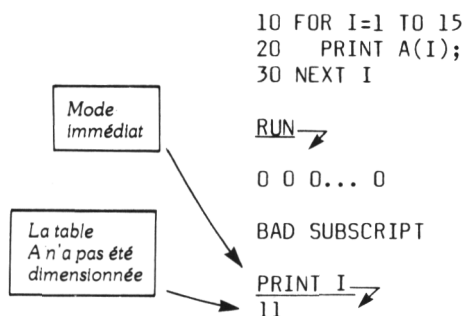 10 FOR I=1 TO 15
20 PRINT A(I);
30 NEXT I
Mode
immédiat
RUN
0 0 0... 0
La table
A n'a pas été
dimensionnée
BAD SUBSCRIPT
PRINT I
11